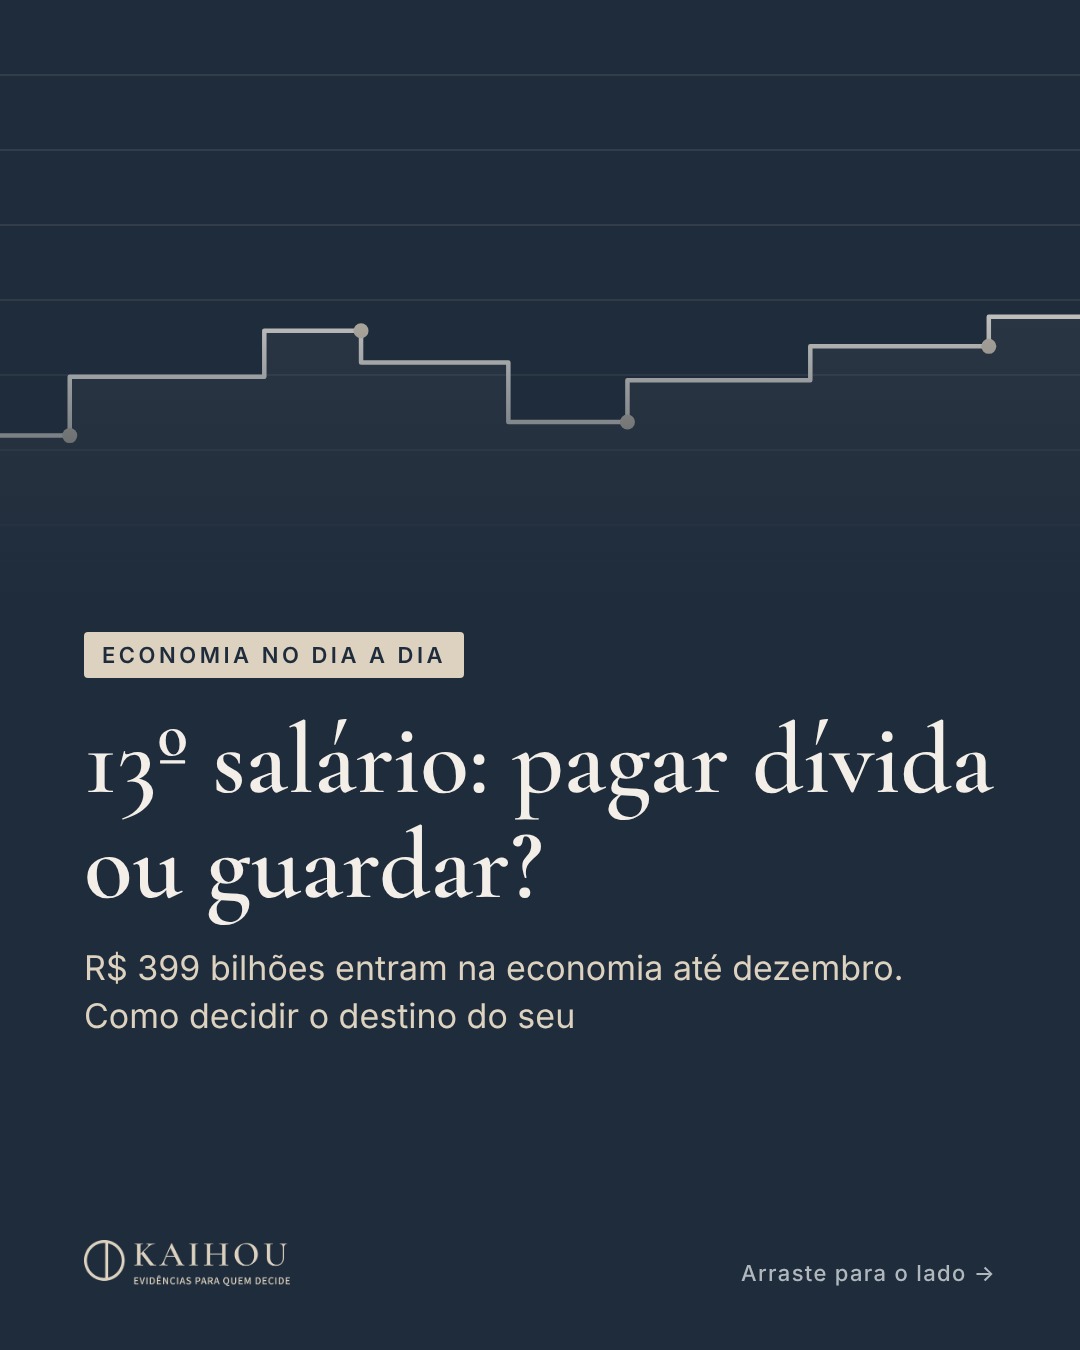 ECONOMIA NO DIA A DIA
13º salário: pagar dívida
ou guardar?
R$ 399 bilhões entram na economia até dezembro.
Como decidir o destino do seu
KAIHOU
EVIDÊNCIAS PARA QUEM DECIDE
Arraste para o lado →